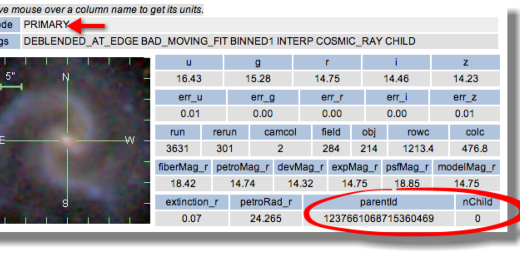 ve mouse over a column name to get its units.
ode PRIMARY
gs DEBLENDED_AT_EDGE BAD_MOVING_FIT BINNED1 INTERP COSMIC_RAY CHILD
5"
N
E
W
S
u g r i z
16.43 15.28 14.75 14.46 14.23
err_u err_g err_r err_i err_z
0.01 0.00 0.00 0.00 0.01
run rerun camcol field obj rowc colc
3631 301 2 284 214 1213.4 476.8
fiberMag_r petroMag_r devMag_r expMag_r psfMag_r modelMag_r
18.42 14.74 14.32 14.75 18.85 14.75
extinction_r petroRad_r parentId nChild
0.07 24.265 1237661068715360469 0